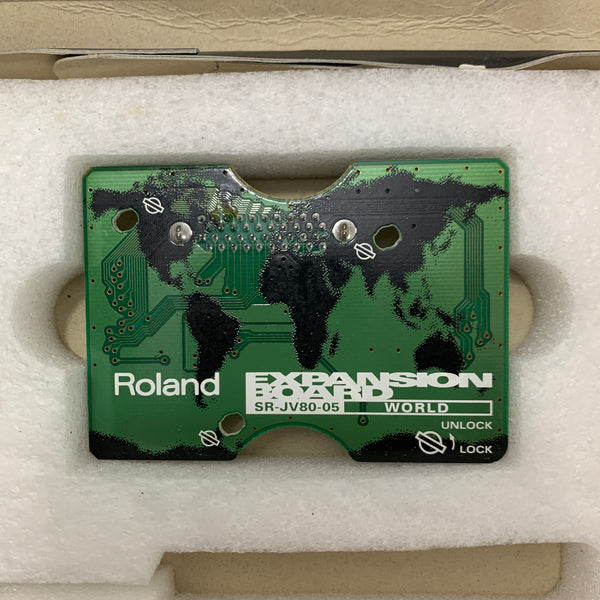 Roland
EXPANSION
BOARD
SR-JV80-05 WORLD
UNLOCK
LOCK